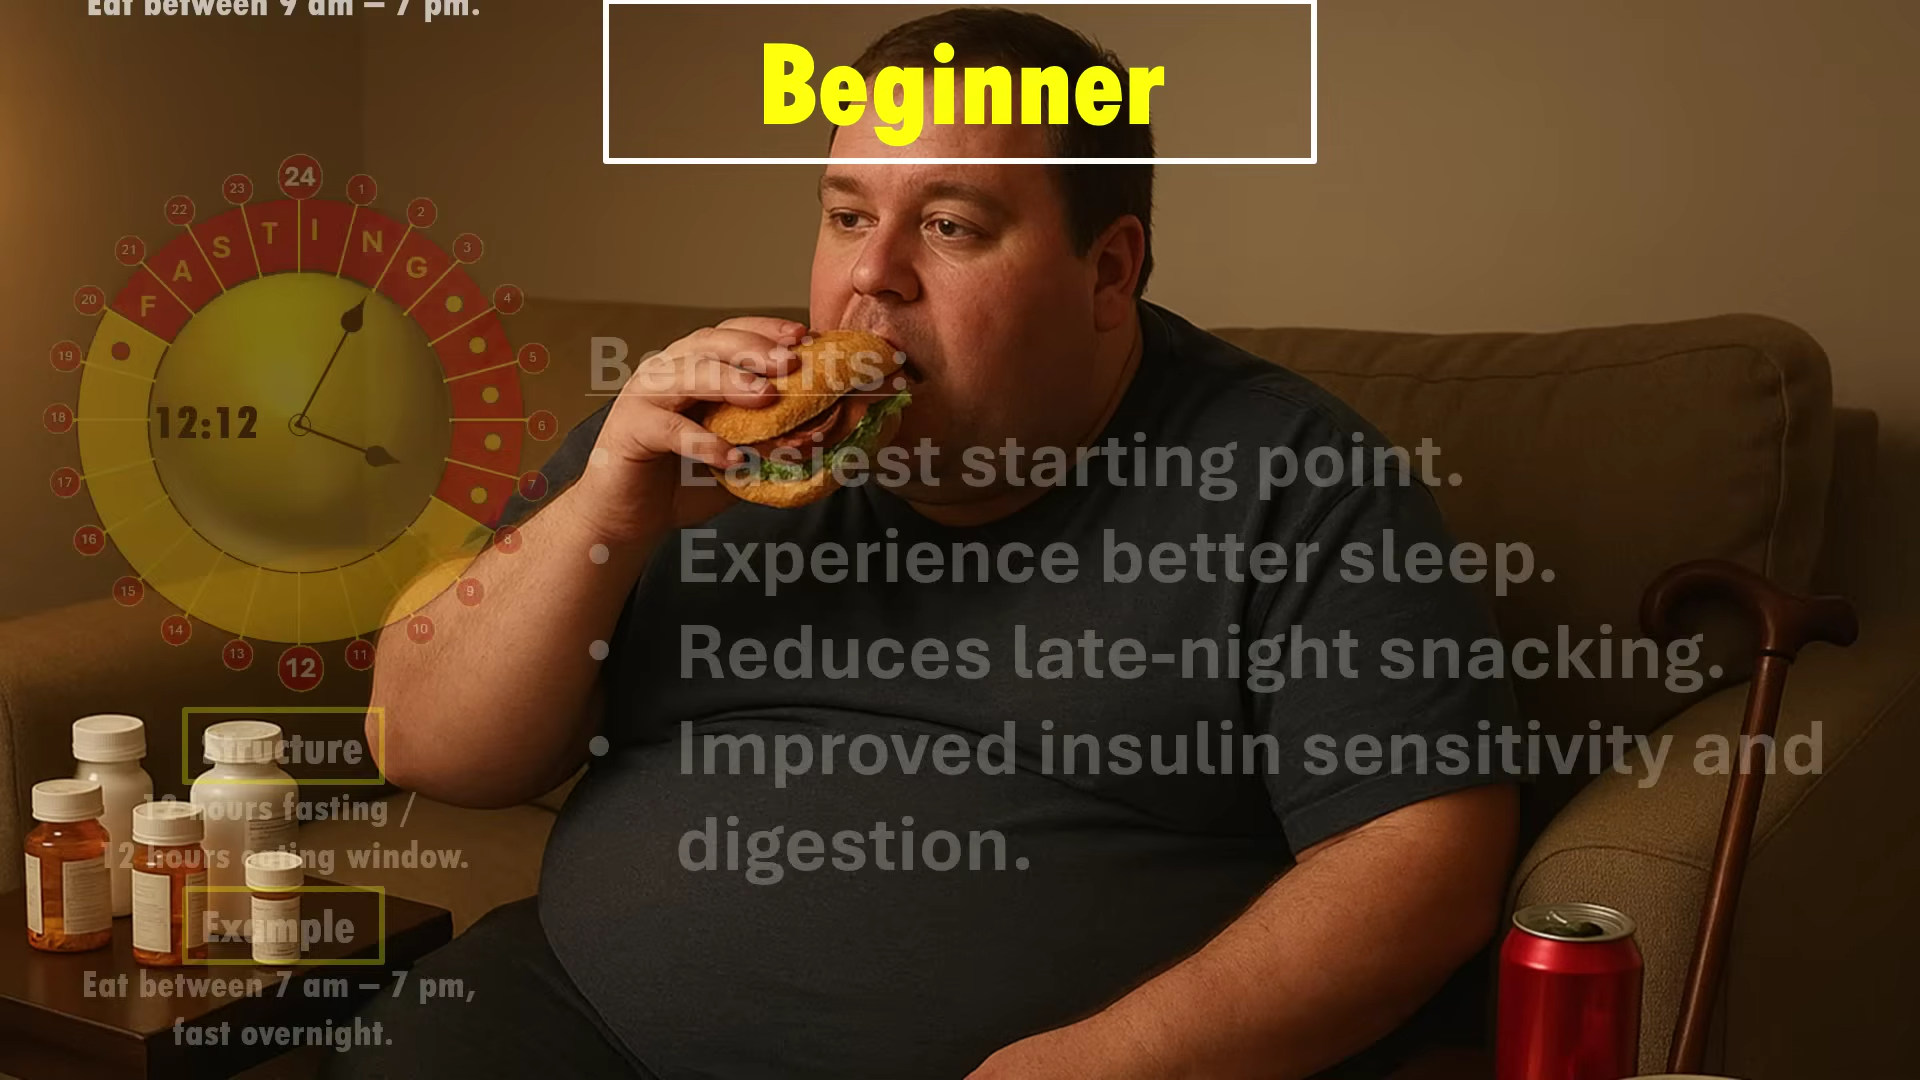 Eat between 9 am – 7 pm.
Beginner
24
1
2
3
4
5
6
7
8
9
10
11
12
13
14
15
16
17
18
19
20
21
22
23
FASTING
12:12
Benefits:
• Easiest starting point.
• Experience better sleep.
• Reduces late-night snacking.
• Improved insulin sensitivity and
digestion.
Structure
12 hours fasting /
12 hours eating window.
Example
Eat between 7 am – 7 pm,
fast overnight.